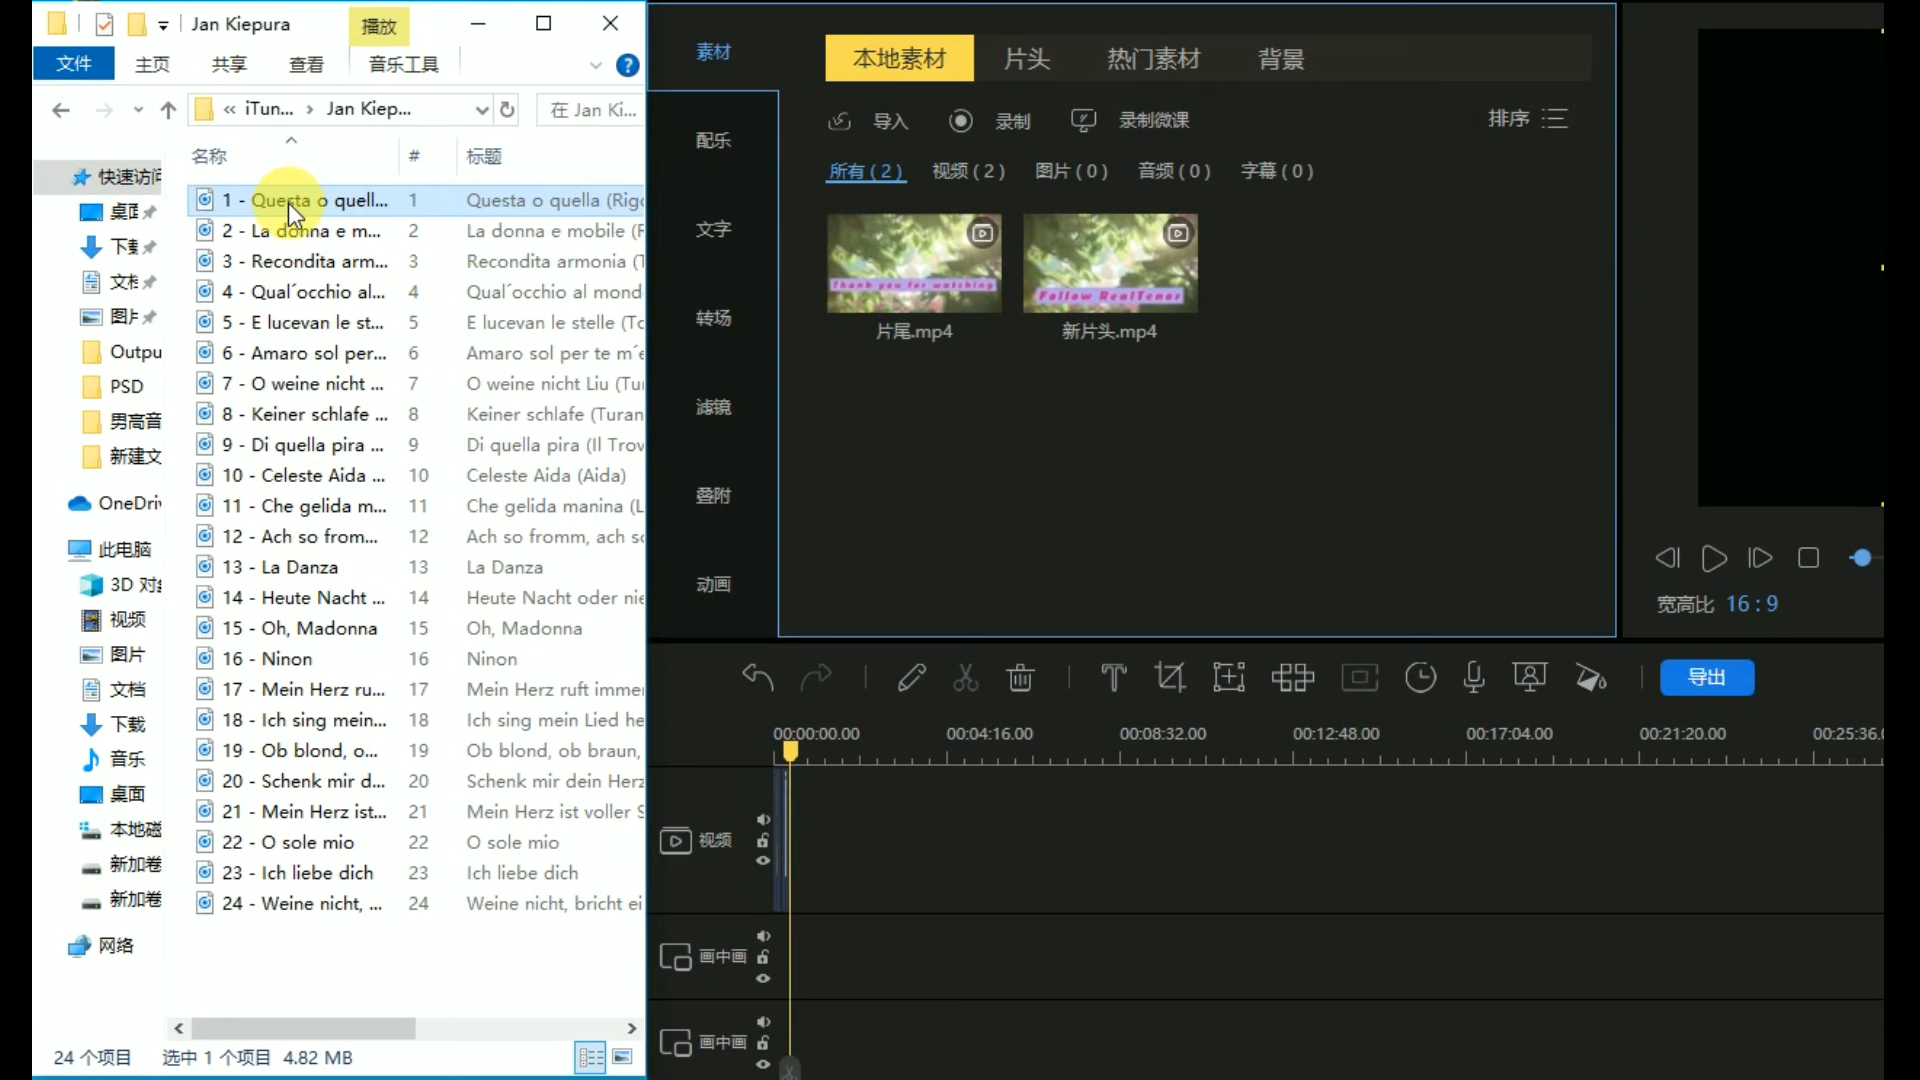 Jan Kiepura
播放
文件
主页
共享
查看
音乐工具
« iTun... › Jan Kiep...
在 Jan Ki...
名称
#
标题
快速访问
桌面
下载
文档
图片
Outpu
PSD
男高音
新建文
OneDriv
此电脑
3D 对象
视频
图片
文档
下载
音乐
桌面
本地磁
新加卷
新加卷
网络
1 - Questa o quell... 1 Questa o quella (Rigo
2 - La donna e m... 2 La donna e mobile (R
3 - Recondita arm... 3 Recondita armonia (T
4 - Qual´occhio al... 4 Qual´occhio al mond
5 - E lucevan le st... 5 E lucevan le stelle (To
6 - Amaro sol per... 6 Amaro sol per te m´e
7 - O weine nicht ... 7 O weine nicht Liu (Tur
8 - Keiner schlafe ... 8 Keiner schlafe (Turan
9 - Di quella pira ... 9 Di quella pira (Il Trov
10 - Celeste Aida ... 10 Celeste Aida (Aida)
11 - Che gelida m... 11 Che gelida manina (L
12 - Ach so from... 12 Ach so fromm, ach so
13 - La Danza 13 La Danza
14 - Heute Nacht ... 14 Heute Nacht oder nie
15 - Oh, Madonna 15 Oh, Madonna
16 - Ninon 16 Ninon
17 - Mein Herz ru... 17 Mein Herz ruft immer
18 - Ich sing mein... 18 Ich sing mein Lied he
19 - Ob blond, o... 19 Ob blond, ob braun,
20 - Schenk mir d... 20 Schenk mir dein Herz
21 - Mein Herz ist... 21 Mein Herz ist voller S
22 - O sole mio 22 O sole mio
23 - Ich liebe dich 23 Ich liebe dich
24 - Weine nicht, ... 24 Weine nicht, bricht ei
24 个项目 选中 1 个项目 4.82 MB
素材
配乐
文字
转场
滤镜
叠附
动画
本地素材 片头 热门素材 背景
导入 录制 录制微课 排序
所有 ( 2 ) 视频 ( 2 ) 图片 ( 0 ) 音频 ( 0 ) 字幕 ( 0 )
Thank you for watching
Follow RealTenor
片尾.mp4 新片头.mp4
宽高比 16 : 9
导出
00:00:00.00 00:04:16.00 00:08:32.00 00:12:48.00 00:17:04.00 00:21:20.00 00:25:36.0
视频
画中画
画中画